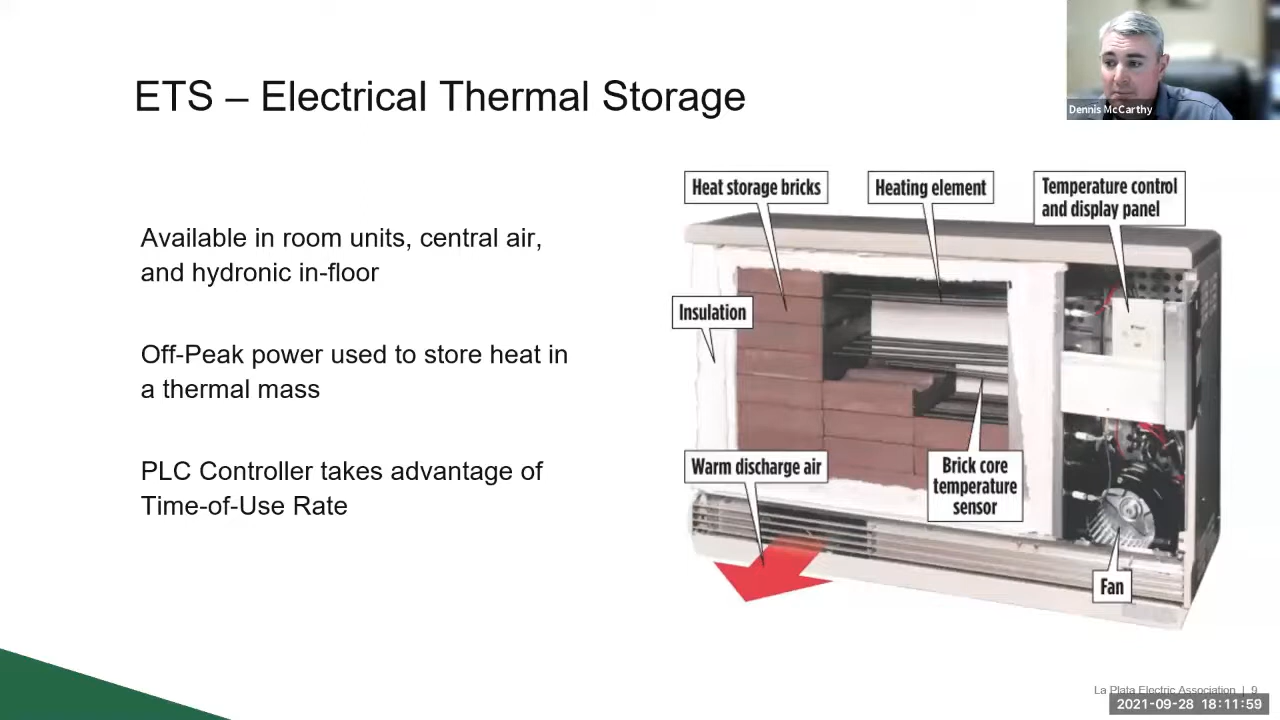 ETS – Electrical Thermal Storage
Dennis McCarthy
Available in room units, central air,
and hydronic in-floor
Off-Peak power used to store heat in
a thermal mass
PLC Controller takes advantage of
Time-of-Use Rate
Heat storage bricks
Heating element
Temperature control
and display panel
Insulation
Warm discharge air
Brick core
temperature
sensor
Fan
La Plata Electric Association | 9
2021-09-28 18:11:59